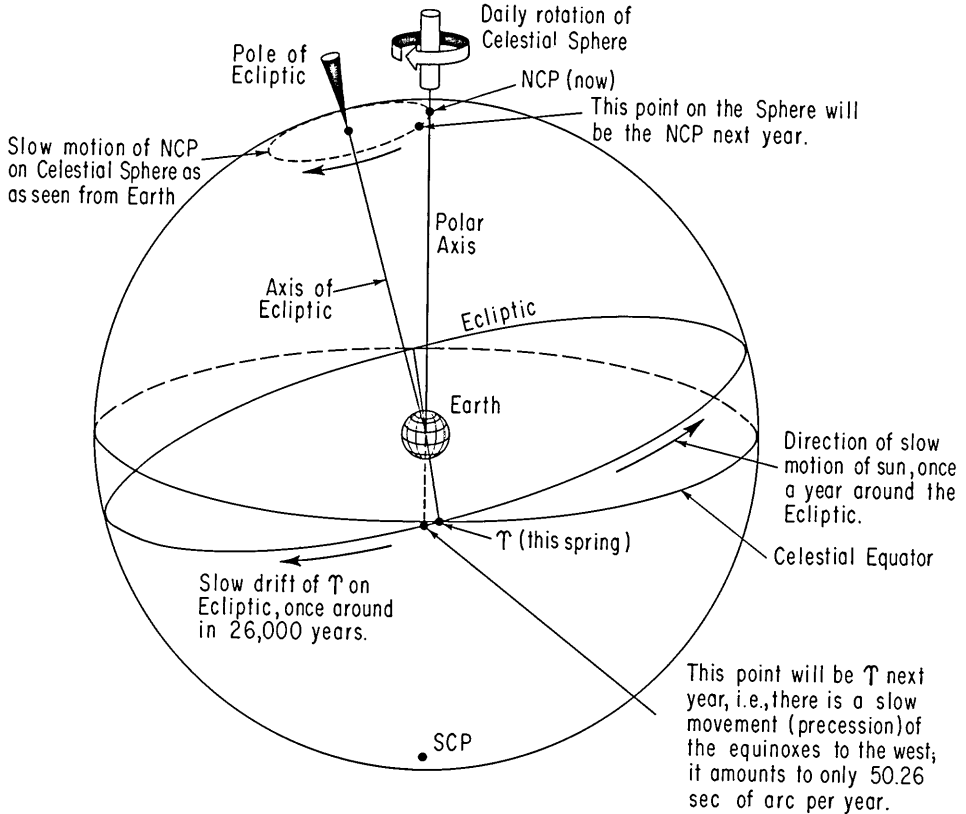 Daily rotation of
Celestial Sphere
Pole of
Ecliptic
NCP (now)
This point on the Sphere will
be the NCP next year.
Slow motion of NCP
on Celestial Sphere as
as seen from Earth
Polar
Axis
Axis of
Ecliptic
Ecliptic
Earth
Direction of slow
motion of sun, once
a year around the
Ecliptic.
♈ (this spring)
Celestial Equator
Slow drift of ♈ on
Ecliptic, once around
in 26,000 years.
This point will be ♈ next
year, i.e., there is a slow
movement (precession) of
the equinoxes to the west;
it amounts to only 50.26
sec of arc per year.
SCP